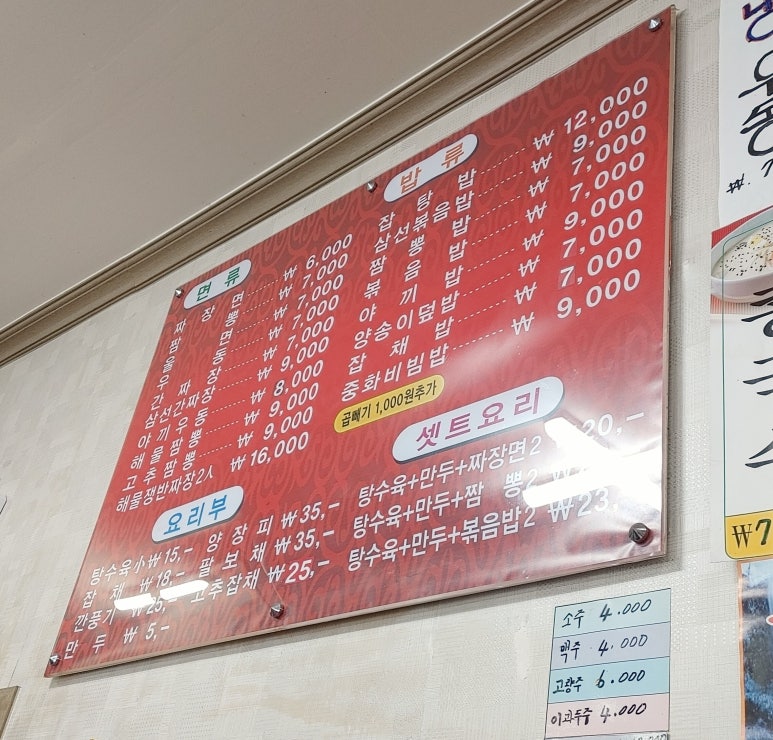 면류
짜장면 ₩ 6,000
짬뽕 ₩ 7,000
울면 ₩ 7,000
우동 ₩ 7,000
간짜장 ₩ 7,000
삼선간짜장 ₩ 9,000
야끼우동 ₩ 8,000
해물짬뽕 ₩ 9,000
고추짬뽕 ₩ 9,000
해물쟁반짜장2人 ₩16,000
밥류
잡탕밥 ₩ 12,000
삼선볶음밥 ₩ 9,000
짬뽕밥 ₩ 7,000
볶음밥 ₩ 7,000
야끼밥 ₩ 9,000
양송이덮밥 ₩ 7,000
잡채밥 ₩ 7,000
중화비빔밥 ₩ 9,000
곱빼기 1,000원추가
요리부
탕수육小₩15,- 양장피₩35,-
잡채 ₩18,- 팔보채₩35,-
깐풍기 ₩25,- 고추잡채₩25,-
만두 ₩ 5,-
셋트요리
탕수육+만두+짜장면2 20,-
탕수육+만두+짬뽕2
탕수육+만두+볶음밥2 ₩23,
소주 4.000
맥주 4.000
고량주 6.000
이과두주 4.000
냉우동
₩7